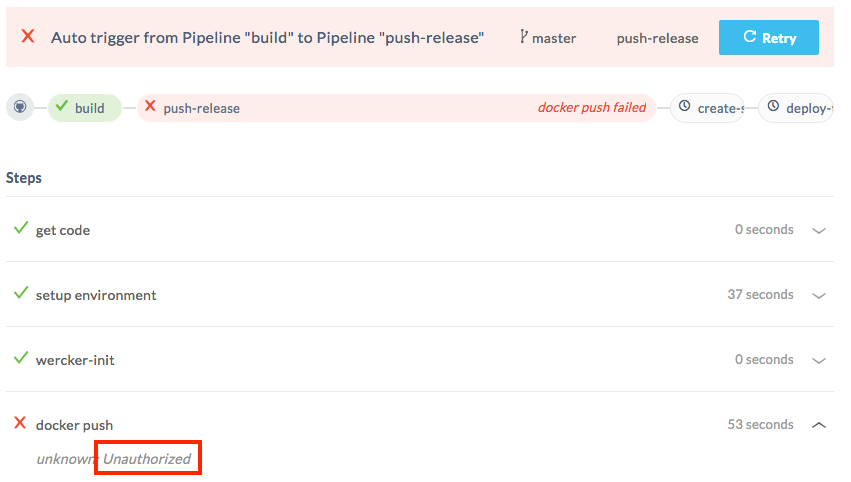 Auto trigger from Pipeline "build" to Pipeline "push-release" master push-release Retry
build push-release docker push failed create-s deploy-t
Steps
get code 0 seconds
setup environment 37 seconds
wercker-init 0 seconds
docker push 53 seconds
unknown: Unauthorized